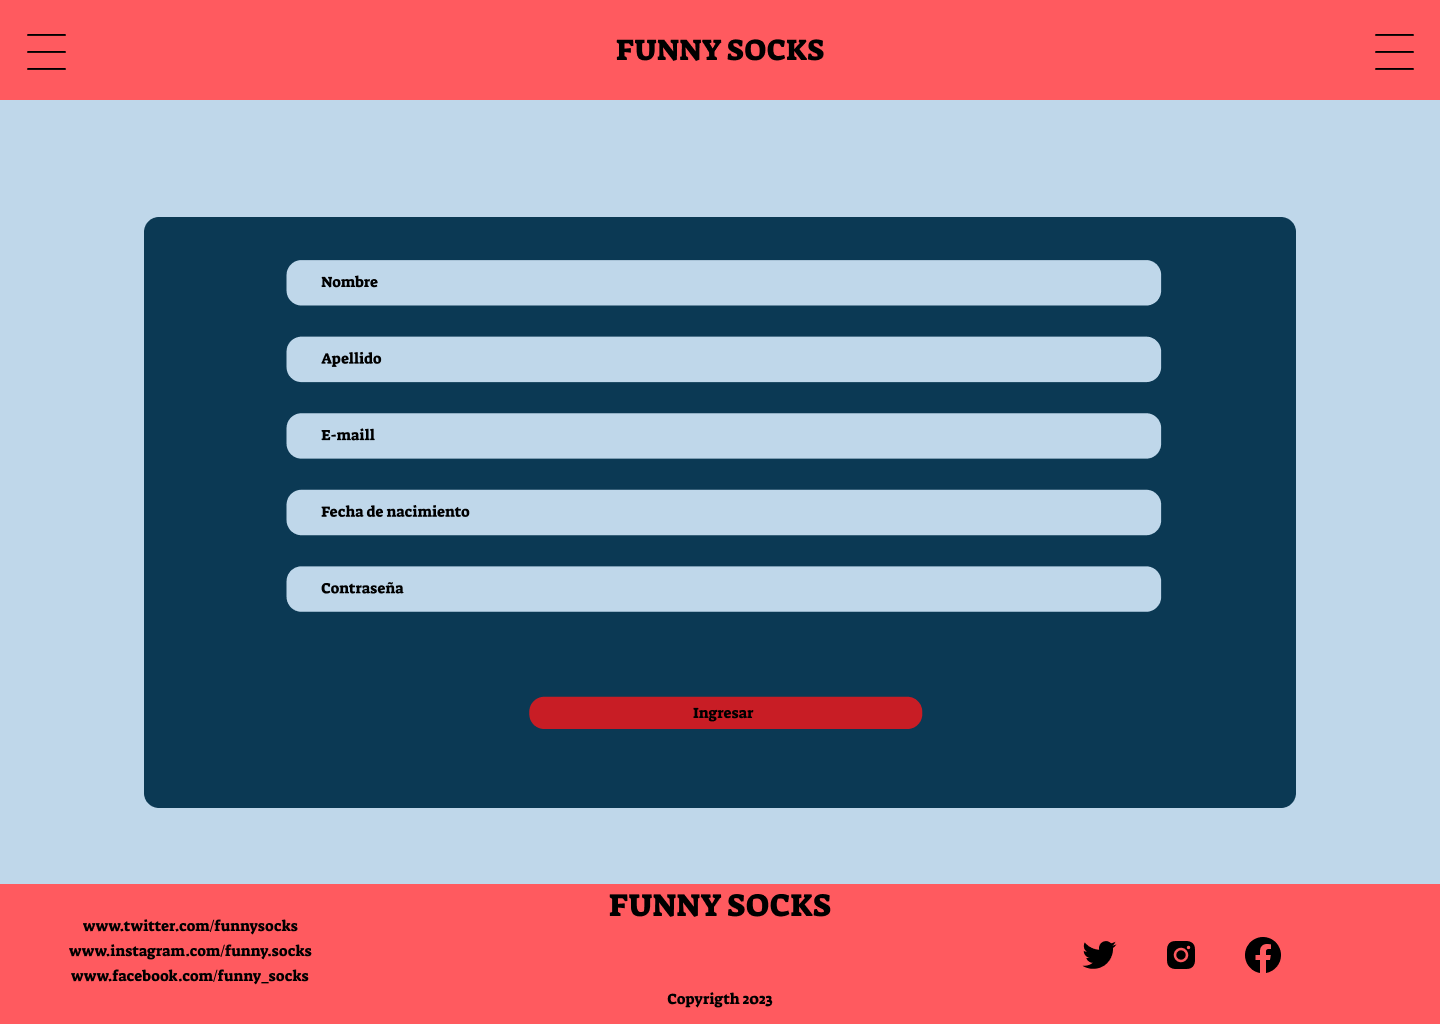 FUNNY SOCKS
Nombre
Apellido
E-maill
Fecha de nacimiento
Contraseña
Ingresar
FUNNY SOCKS
www.twitter.com/funnysocks
www.instagram.com/funny.socks
www.facebook.com/funny_socks
Copyrigth 2023